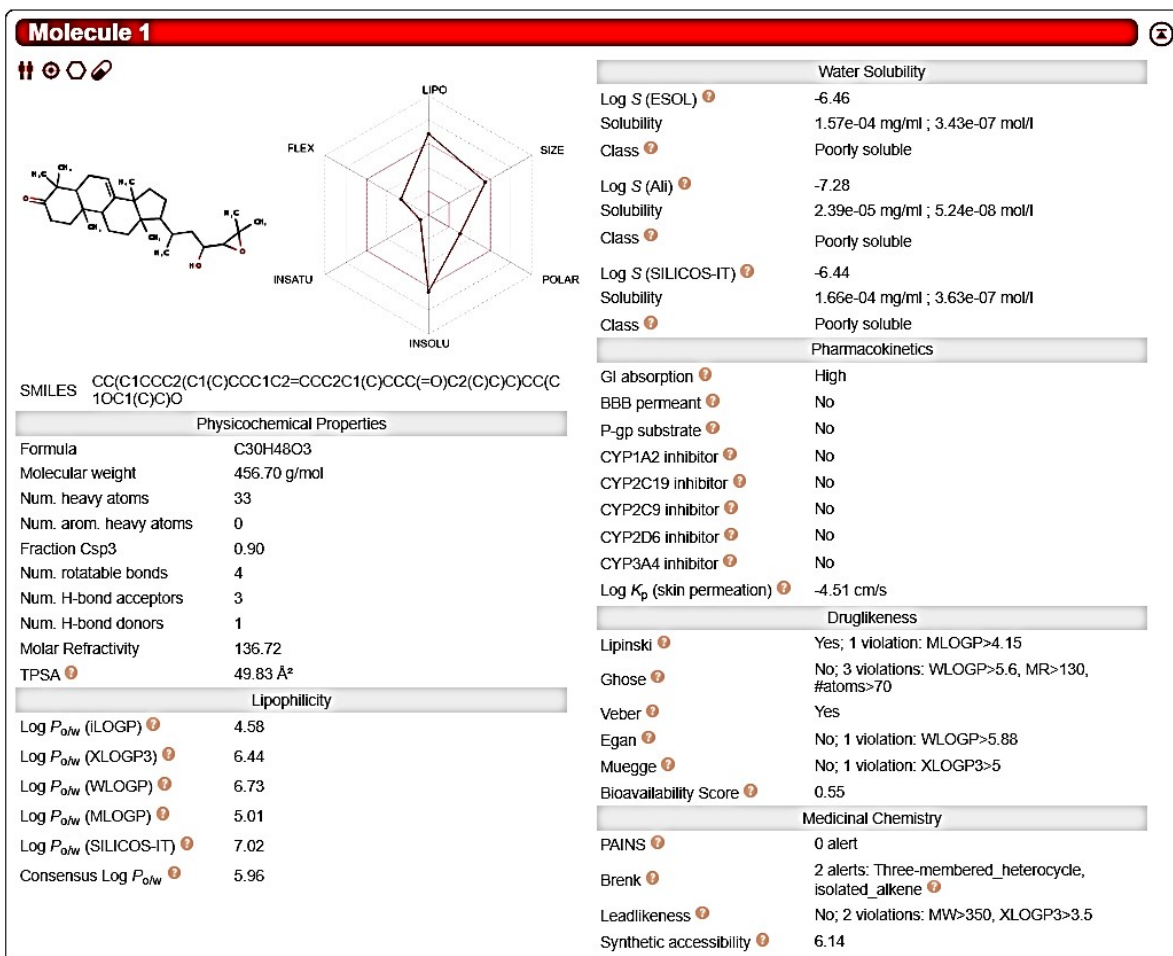 Molecule 1
LIPO
FLEX
SIZE
INSATU
POLAR
INSOLU
H₃C
CH₃
CH₃
H₃C
CH₃
O
CH₃
CH₃
H₃C
O
HO
SMILES CC(C1CCC2(C1(C)CCC1C2=CCC2C1(C)CCC(=O)C2(C)C)C)CC(C
1OC1(C)C)O
Physicochemical Properties
Formula C30H48O3
Molecular weight 456.70 g/mol
Num. heavy atoms 33
Num. arom. heavy atoms 0
Fraction Csp3 0.90
Num. rotatable bonds 4
Num. H-bond acceptors 3
Num. H-bond donors 1
Molar Refractivity 136.72
TPSA ? 49.83 Å²
Lipophilicity
Log Po/w (iLOGP) ? 4.58
Log Po/w (XLOGP3) ? 6.44
Log Po/w (WLOGP) ? 6.73
Log Po/w (MLOGP) ? 5.01
Log Po/w (SILICOS-IT) ? 7.02
Consensus Log Po/w ? 5.96
Water Solubility
Log S (ESOL) ? -6.46
Solubility 1.57e-04 mg/ml ; 3.43e-07 mol/l
Class ? Poorly soluble
Log S (Ali) ? -7.28
Solubility 2.39e-05 mg/ml ; 5.24e-08 mol/l
Class ? Poorly soluble
Log S (SILICOS-IT) ? -6.44
Solubility 1.66e-04 mg/ml ; 3.63e-07 mol/l
Class ? Poorly soluble
Pharmacokinetics
GI absorption ? High
BBB permeant ? No
P-gp substrate ? No
CYP1A2 inhibitor ? No
CYP2C19 inhibitor ? No
CYP2C9 inhibitor ? No
CYP2D6 inhibitor ? No
CYP3A4 inhibitor ? No
Log Kp (skin permeation) ? -4.51 cm/s
Druglikeness
Lipinski ? Yes; 1 violation: MLOGP>4.15
Ghose ? No; 3 violations: WLOGP>5.6, MR>130,
#atoms>70
Veber ? Yes
Egan ? No; 1 violation: WLOGP>5.88
Muegge ? No; 1 violation: XLOGP3>5
Bioavailability Score ? 0.55
Medicinal Chemistry
PAINS ? 0 alert
Brenk ? 2 alerts: Three-membered_heterocycle,
isolated_alkene ?
Leadlikeness ? No; 2 violations: MW>350, XLOGP3>3.5
Synthetic accessibility ? 6.14